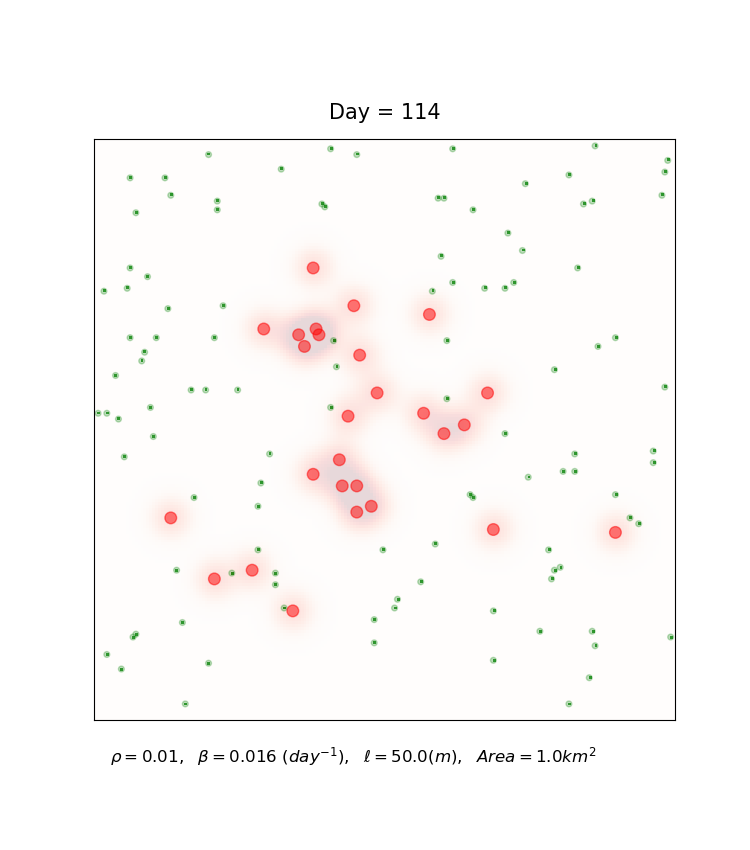 Day = 114
ρ = 0.01, β = 0.016 (day⁻¹), ℓ = 50.0(m), Area = 1.0km²